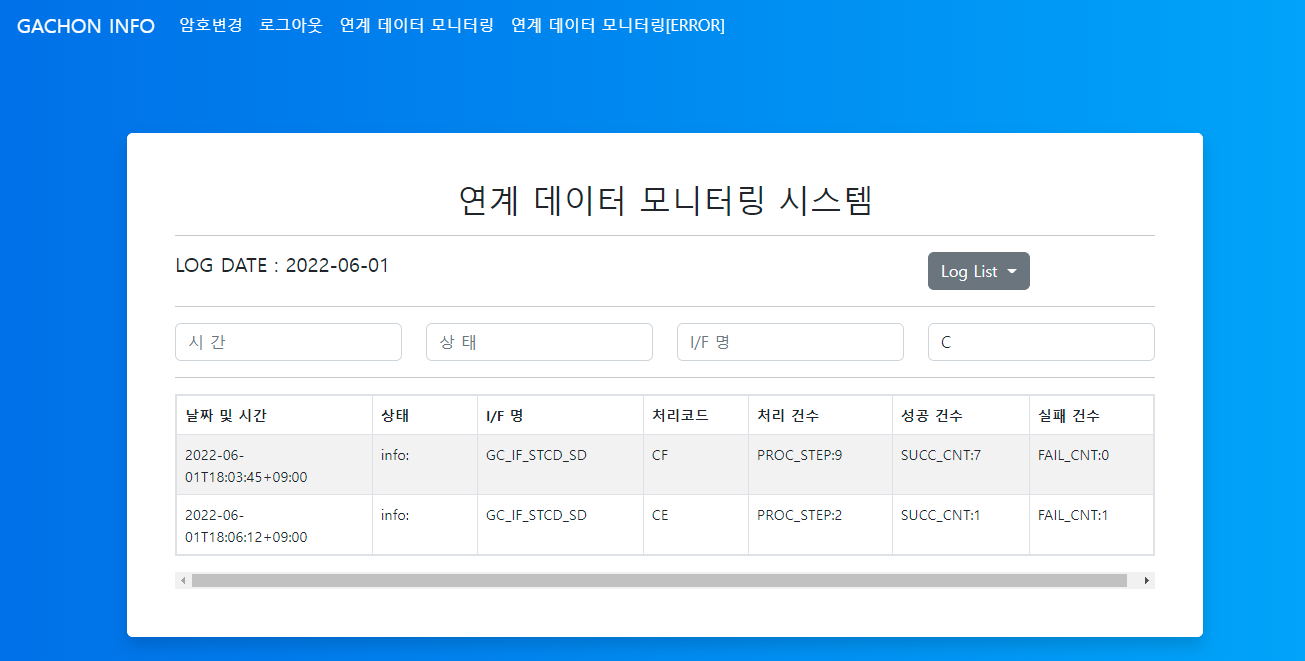 GACHON INFO 암호변경 로그아웃 연계 데이터 모니터링 연계 데이터 모니터링[ERROR]
연계 데이터 모니터링 시스템
LOG DATE : 2022-06-01 Log List
시 간 상 태 I/F 명 C
날짜 및 시간 상태 I/F 명 처리코드 처리 건수 성공 건수 실패 건수
2022-06- info: GC_IF_STCD_SD CF PROC_STEP:9 SUCC_CNT:7 FAIL_CNT:0
01T18:03:45+09:00
2022-06- info: GC_IF_STCD_SD CE PROC_STEP:2 SUCC_CNT:1 FAIL_CNT:1
01T18:06:12+09:00